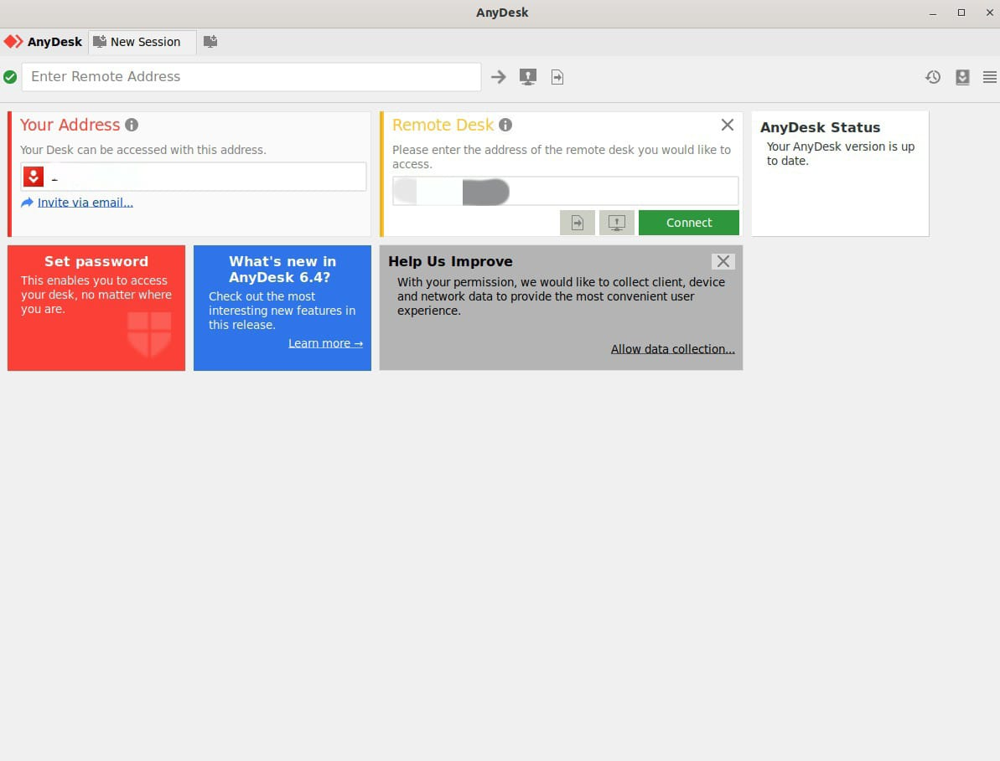 AnyDesk
AnyDesk New Session
Enter Remote Address
Your Address
Your Desk can be accessed with this address.
Invite via email...
Remote Desk
Please enter the address of the remote desk you would like to
access.
Connect
AnyDesk Status
Your AnyDesk version is up
to date.
Set password
This enables you to access
your desk, no matter where
you are.
What's new in
AnyDesk 6.4?
Check out the most
interesting new features in
this release.
Learn more →
Help Us Improve
With your permission, we would like to collect client, device
and network data to provide the most convenient user
experience.
Allow data collection...